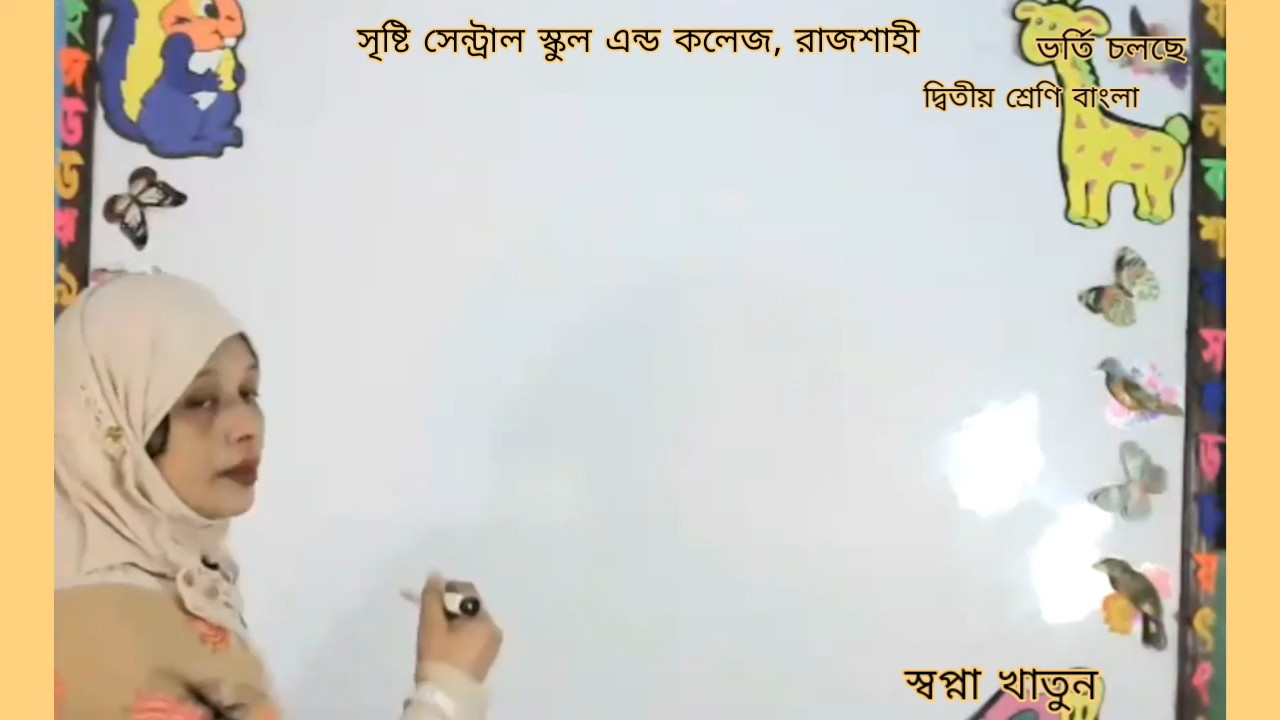 সৃষ্টি সেন্ট্রাল স্কুল এন্ড কলেজ, রাজশাহী
ভর্তি চলছে
দ্বিতীয় শ্রেণি বাংলা
স্বপ্না খাতুন